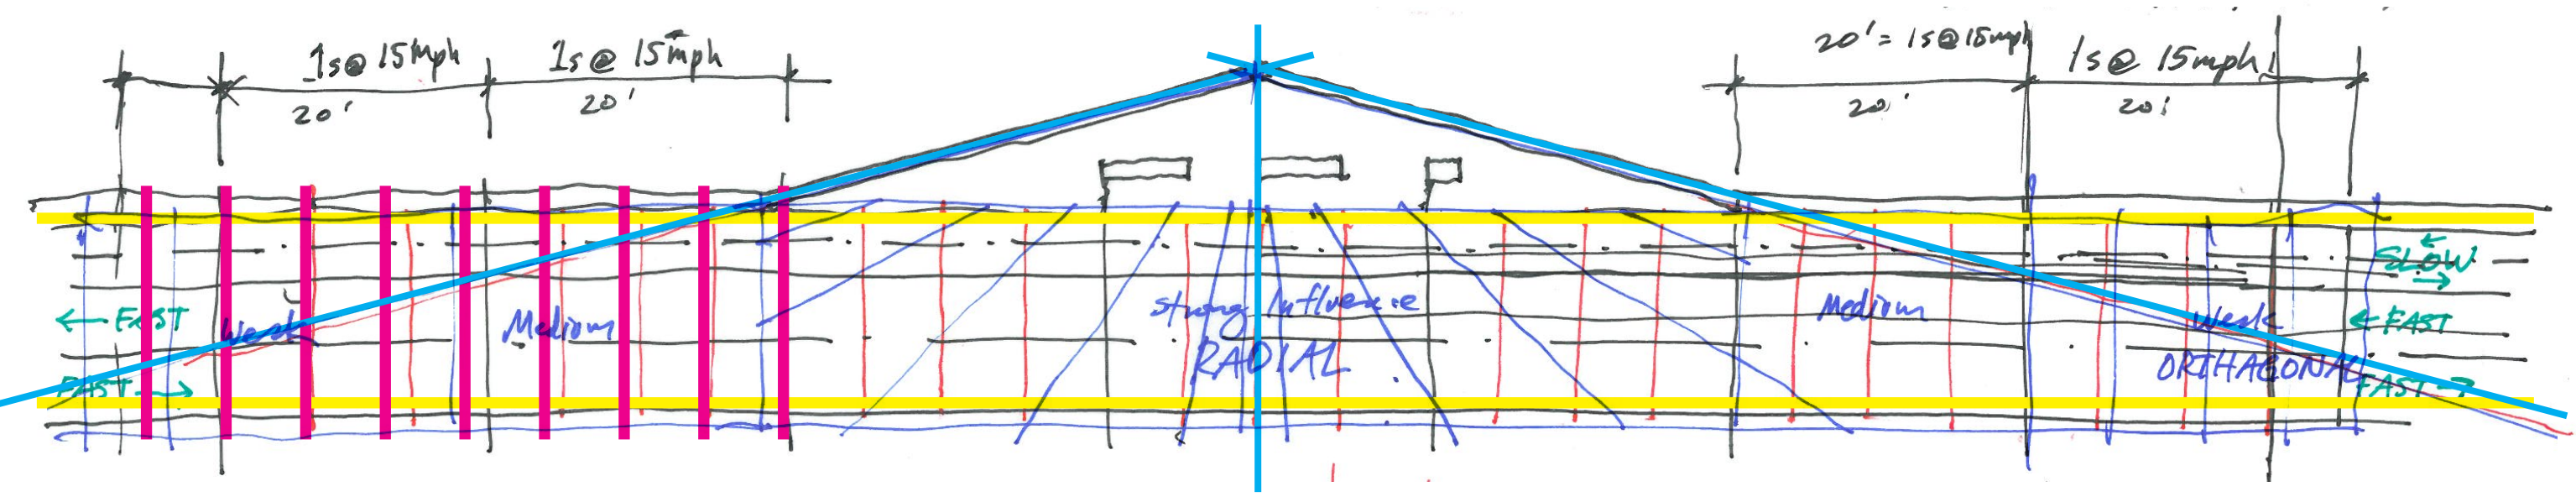 1s@ 15mph
1s@ 15mph
20'
20'
20' = 1s@15mph
1s@ 15mph
20'
20'
SLOW
← FAST
Weak
Medium
Strong Influence
RADIAL
Medium
Weak
← FAST
ORTHAGONAL
FAST →
FAST →